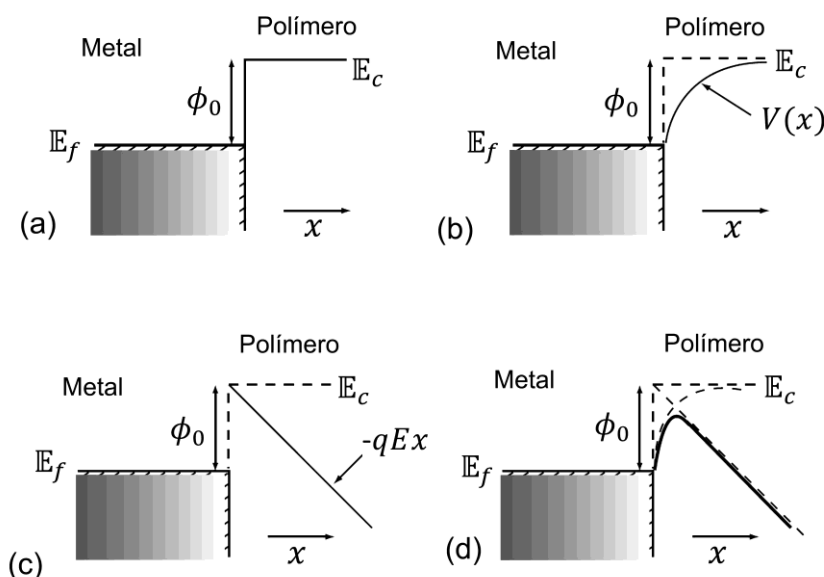 Polímero
Metal
𝔼c
ϕ0
𝔼f
x
(a)
Polímero
Metal
𝔼c
ϕ0
V(x)
𝔼f
x
(b)
Polímero
Metal
𝔼c
ϕ0
-qEx
𝔼f
x
(c)
Polímero
Metal
𝔼c
ϕ0
𝔼f
x
(d)